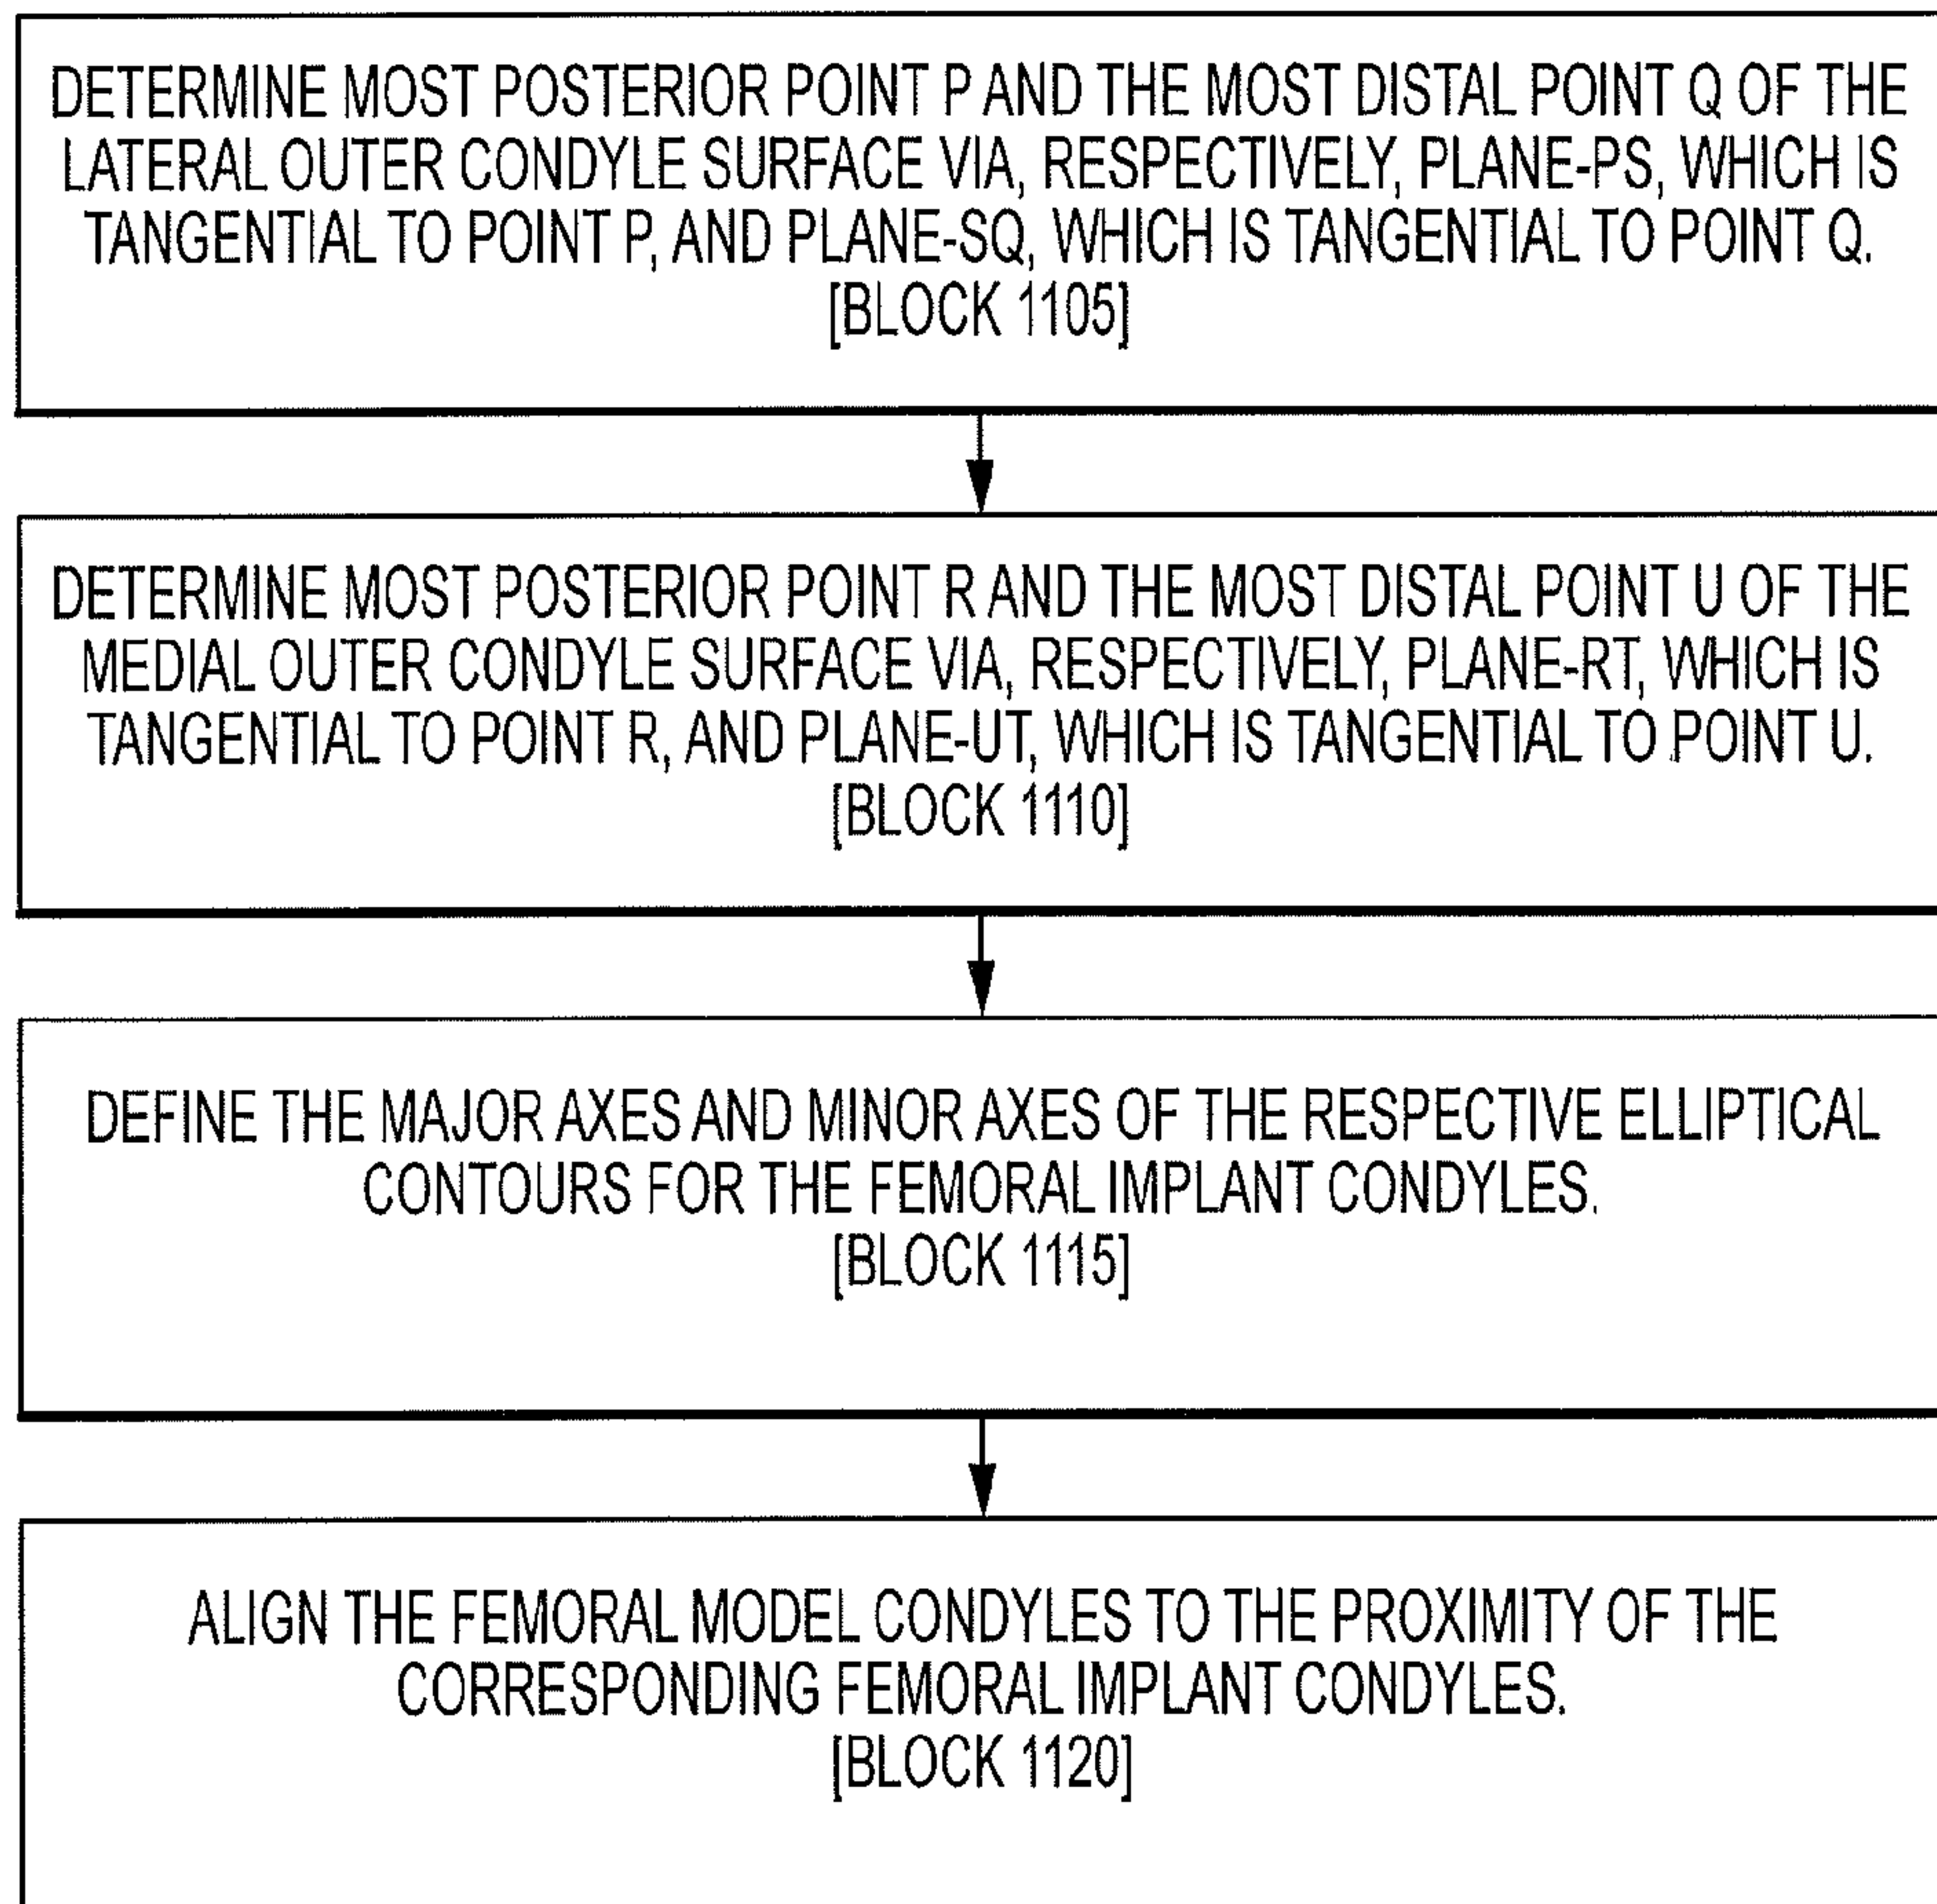 DETERMINE MOST POSTERIOR POINT P AND THE MOST DISTAL POINT Q OF THE
LATERAL OUTER CONDYLE SURFACE VIA, RESPECTIVELY, PLANE-PS, WHICH IS
TANGENTIAL TO POINT P, AND PLANE-SQ, WHICH IS TANGENTIAL TO POINT Q.
[BLOCK 1105]
DETERMINE MOST POSTERIOR POINT R AND THE MOST DISTAL POINT U OF THE
MEDIAL OUTER CONDYLE SURFACE VIA, RESPECTIVELY, PLANE-RT, WHICH IS
TANGENTIAL TO POINT R, AND PLANE-UT, WHICH IS TANGENTIAL TO POINT U.
[BLOCK 1110]
DEFINE THE MAJOR AXES AND MINOR AXES OF THE RESPECTIVE ELLIPTICAL
CONTOURS FOR THE FEMORAL IMPLANT CONDYLES.
[BLOCK 1115]
ALIGN THE FEMORAL MODEL CONDYLES TO THE PROXIMITY OF THE
CORRESPONDING FEMORAL IMPLANT CONDYLES.
[BLOCK 1120]